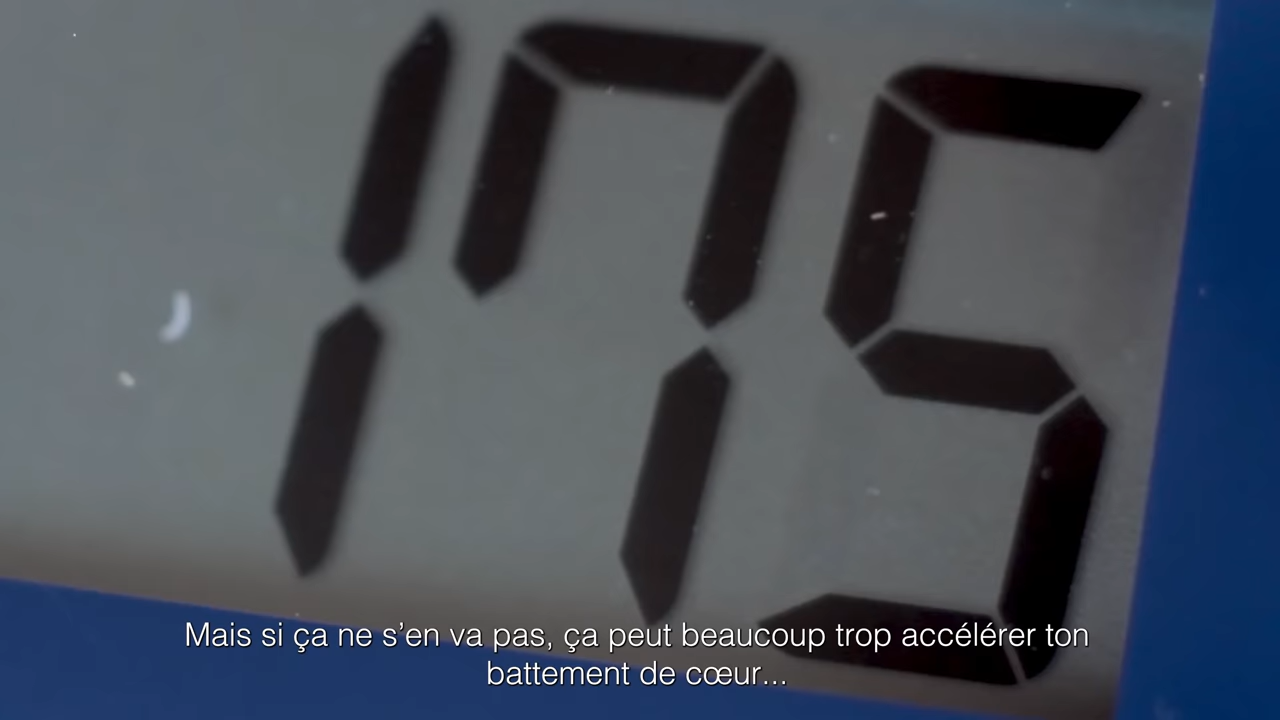 175
Mais si ça ne s'en va pas, ça peut beaucoup trop accélérer ton
battement de cœur...